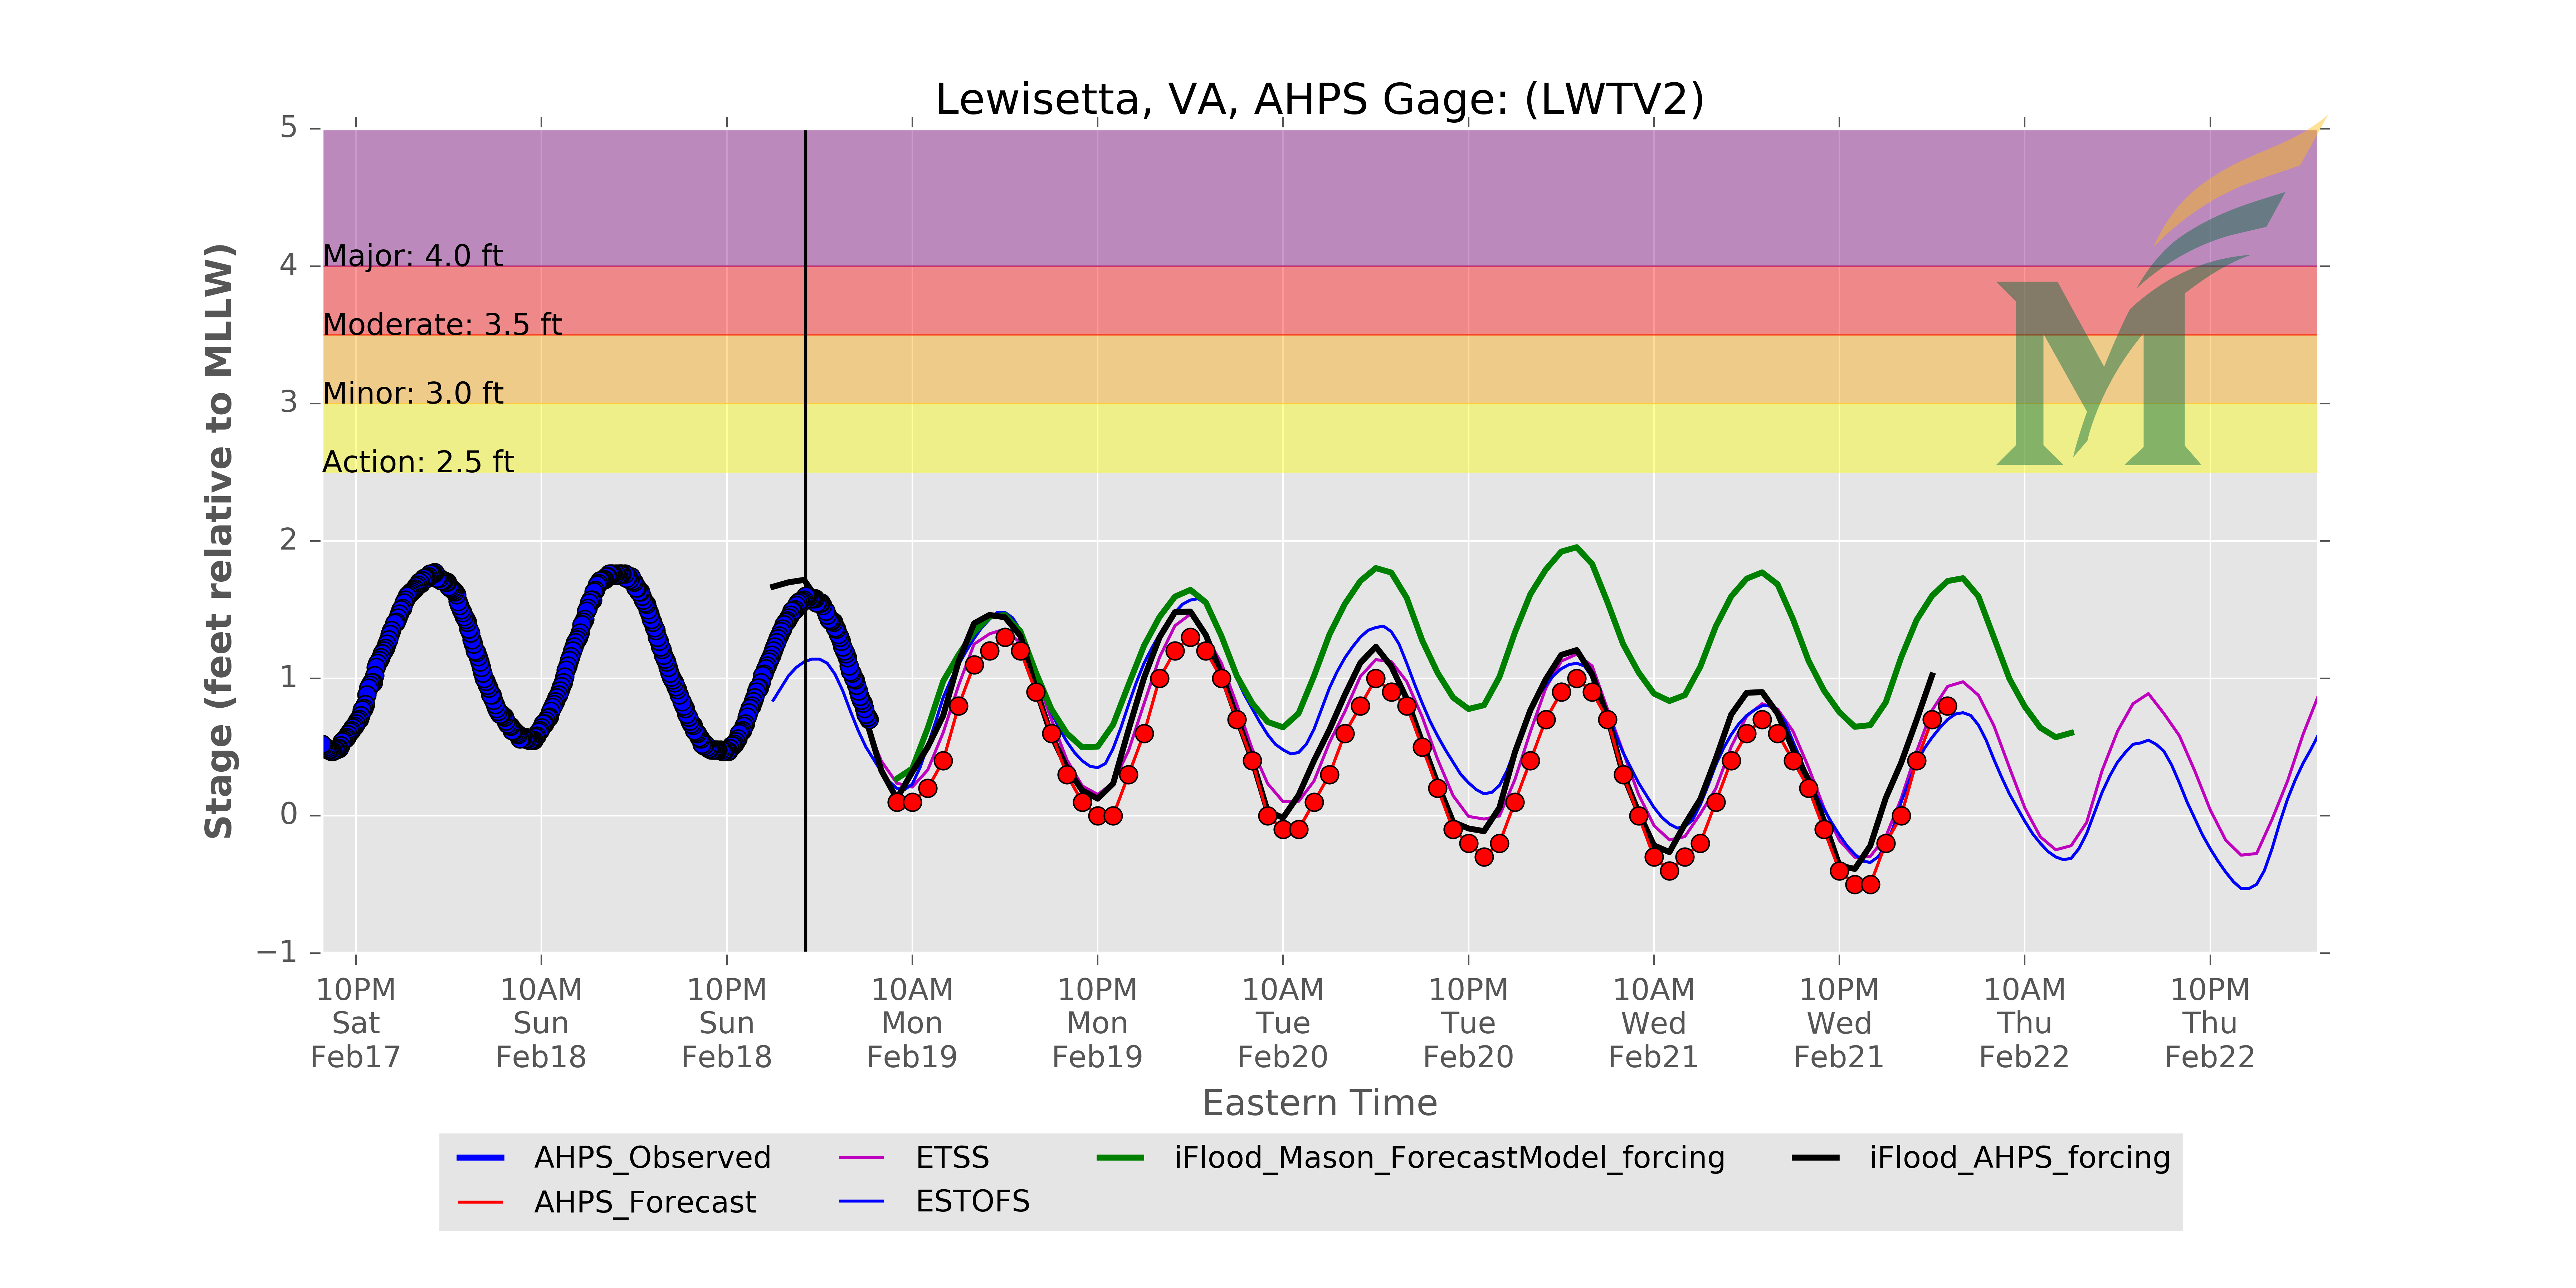 Lewisetta, VA, AHPS Gage: (LWTV2)
Stage (feet relative to MLLW)
5
4
3
2
1
0
−1
Major: 4.0 ft
Moderate: 3.5 ft
Minor: 3.0 ft
Action: 2.5 ft
M
10PM 10AM 10PM 10AM 10PM 10AM 10PM 10AM 10PM 10AM 10PM
Sat Sun Sun Mon Mon Tue Tue Wed Wed Thu Thu
Feb17 Feb18 Feb18 Feb19 Feb19 Feb20 Feb20 Feb21 Feb21 Feb22 Feb22
Eastern Time
AHPS_Observed ETSS iFlood_Mason_ForecastModel_forcing iFlood_AHPS_forcing
AHPS_Forecast ESTOFS